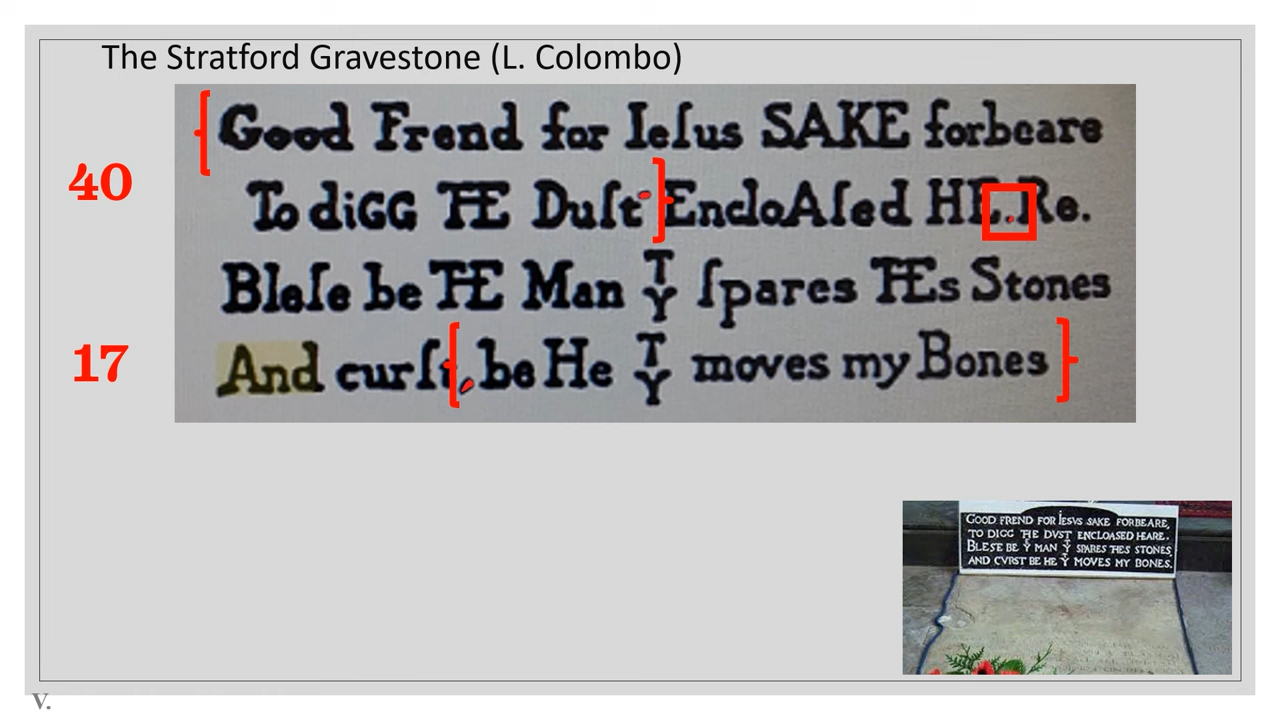 The Stratford Gravestone (L. Colombo)
Good Frend for Ieſus SAKE forbeare
40
To diGG TE Duſt EncloAſed HE.Re.
Bleſe be TE Man T/Y ſpares TEs Stones
17
And curſt, be He T/Y moves my Bones
GOOD FREND FOR IESVS SAKE FORBEARE,
TO DIGG THE DVST ENCLOASED HEARE.
BLESE BE Y MAN Y SPARES THES STONES
AND CVRST BE HE Y MOVES MY BONES.
V.